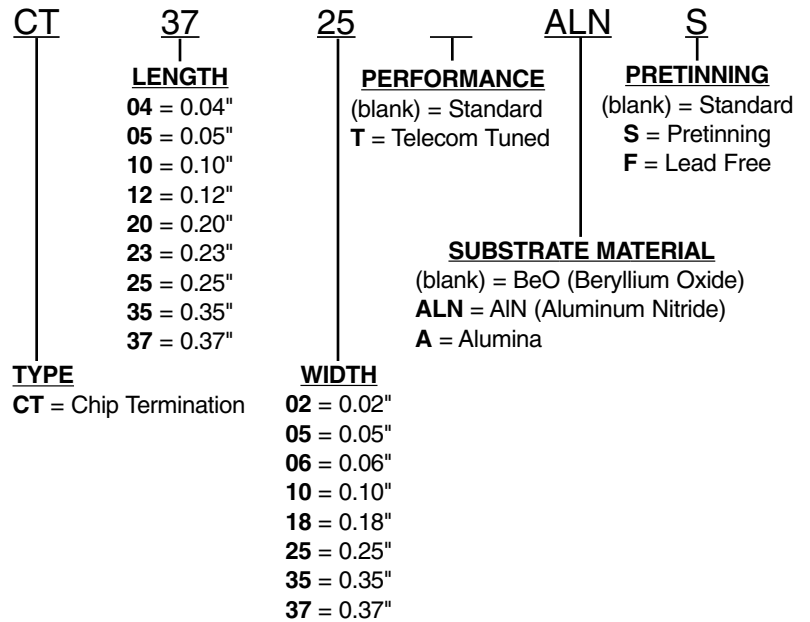 CT 37 25 __ ALN S
LENGTH
04 = 0.04"
05 = 0.05"
10 = 0.10"
12 = 0.12"
20 = 0.20"
23 = 0.23"
25 = 0.25"
35 = 0.35"
37 = 0.37"
PERFORMANCE
(blank) = Standard
T = Telecom Tuned
PRETINNING
(blank) = Standard
S = Pretinning
F = Lead Free
SUBSTRATE MATERIAL
(blank) = BeO (Beryllium Oxide)
ALN = AlN (Aluminum Nitride)
A = Alumina
TYPE
CT = Chip Termination
WIDTH
02 = 0.02"
05 = 0.05"
06 = 0.06"
10 = 0.10"
18 = 0.18"
25 = 0.25"
35 = 0.35"
37 = 0.37"